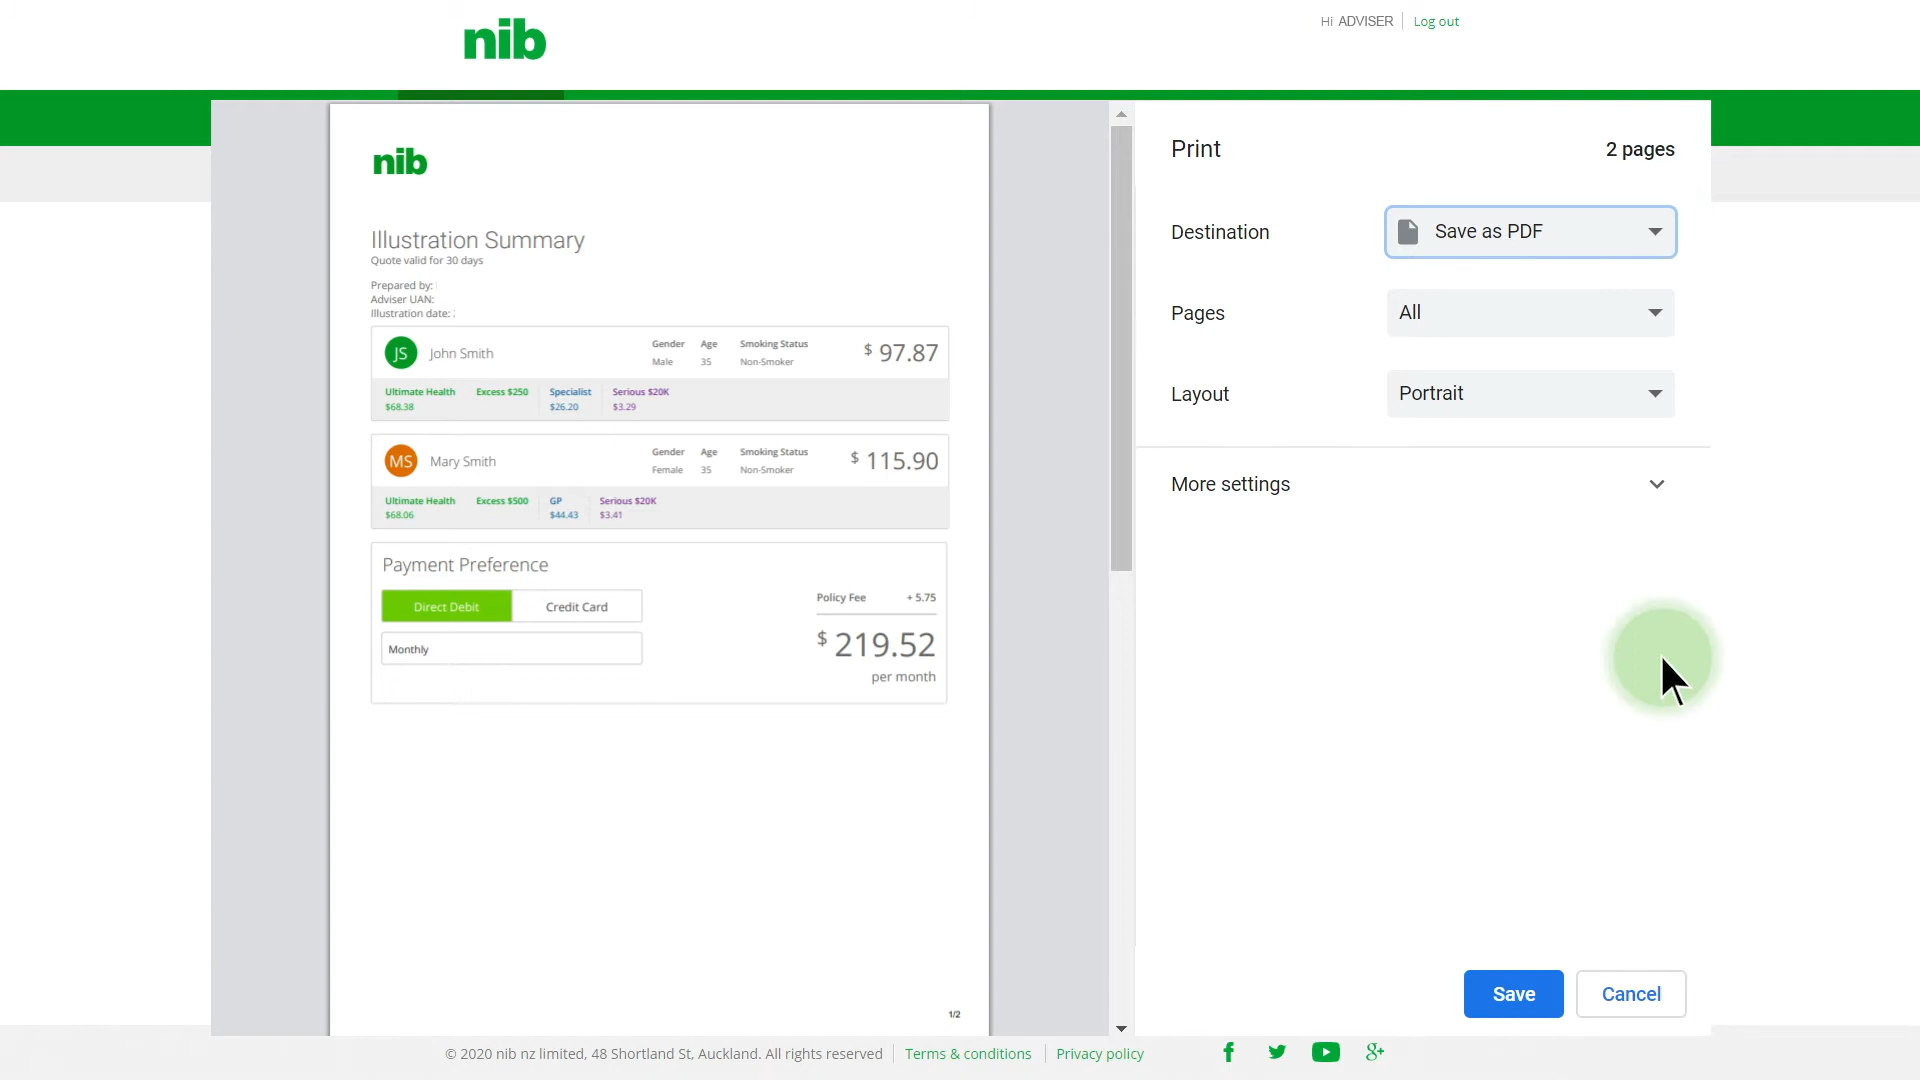 nib
Hi ADVISER Log out
nib
Illustration Summary
Quote valid for 30 days
Prepared by:
Adviser UAN:
Illustration date:
JS John Smith Gender Age Smoking Status $ 97.87
Male 35 Non-Smoker
Ultimate Health Excess $250 Specialist Serious $20K
$68.38 $26.20 $3.29
MS Mary Smith Gender Age Smoking Status $ 115.90
Female 35 Non-Smoker
Ultimate Health Excess $500 GP Serious $20K
$68.06 $44.43 $3.41
Payment Preference
Direct Debit Credit Card
Monthly
Policy Fee + 5.75
$ 219.52
per month
1/2
Print 2 pages
Destination Save as PDF
Pages All
Layout Portrait
More settings
Save Cancel
© 2020 nib nz limited, 48 Shortland St, Auckland. All rights reserved Terms & conditions Privacy policy